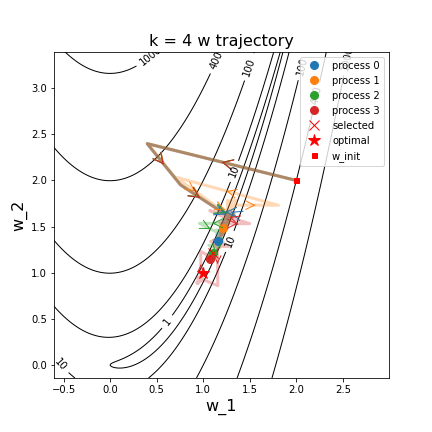 k = 4 w trajectory
1000
400
100
100
process 0
process 1
process 2
process 3
selected
optimal
w_init
10
10
1
10
w_2
3.0
2.5
2.0
1.5
1.0
0.5
0.0
−0.5
0.0
0.5
1.0
1.5
2.0
2.5
w_1